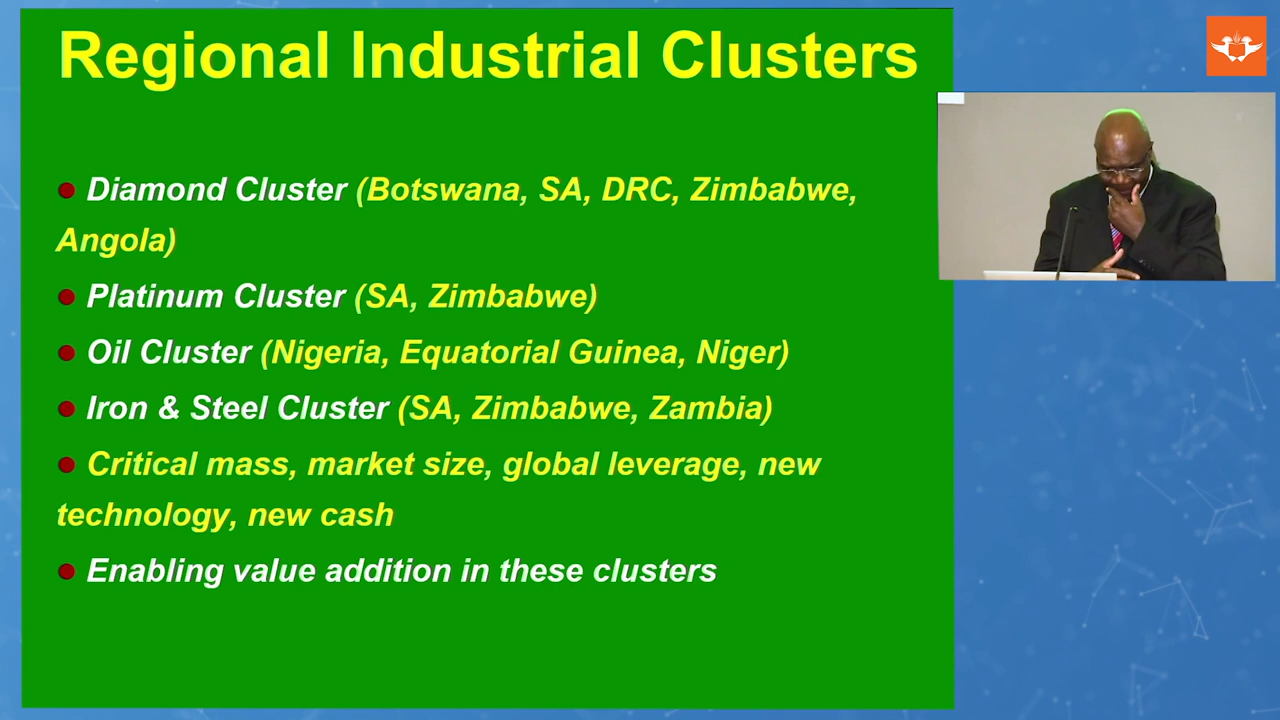 Regional Industrial Clusters
Diamond Cluster (Botswana, SA, DRC, Zimbabwe,
Angola)
Platinum Cluster (SA, Zimbabwe)
Oil Cluster (Nigeria, Equatorial Guinea, Niger)
Iron & Steel Cluster (SA, Zimbabwe, Zambia)
Critical mass, market size, global leverage, new
technology, new cash
Enabling value addition in these clusters